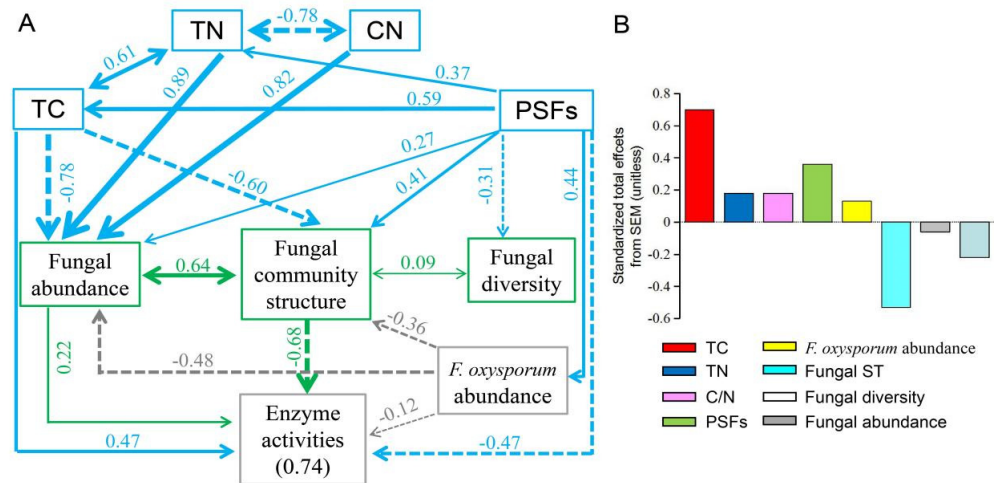 A
TN
-0.78
CN
0.61
0.89
0.82
0.37
TC
0.59
PSFs
-0.78
-0.60
0.27
0.41
-0.31
0.44
Fungal
abundance
0.64
Fungal
community
structure
0.09
Fungal
diversity
0.22
-0.68
-0.36
-0.48
F. oxysporum
abundance
-0.12
Enzyme
activities
(0.74)
0.47
-0.47
B
Standardized total effcets
from SEM (unitless)
0.8
0.6
0.4
0.2
0
-0.2
-0.4
-0.6
TC
TN
C/N
PSFs
F. oxysporum abundance
Fungal ST
Fungal diversity
Fungal abundance